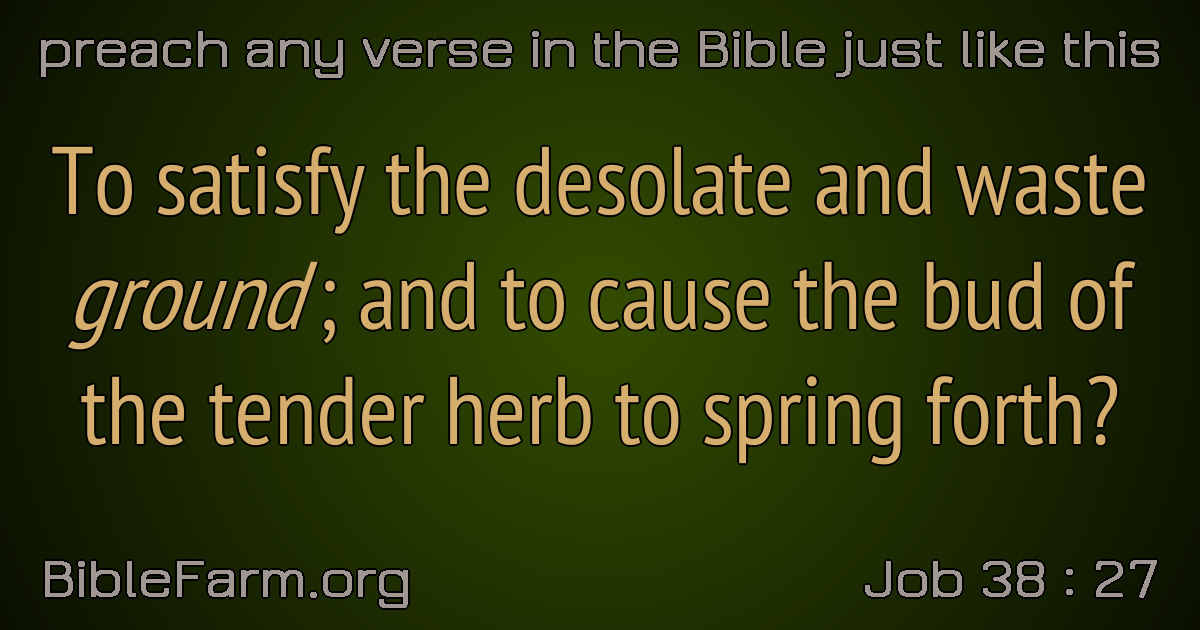 preach any verse in the Bible just like this
To satisfy the desolate and waste
ground; and to cause the bud of
the tender herb to spring forth?
BibleFarm.org
Job 38 : 27